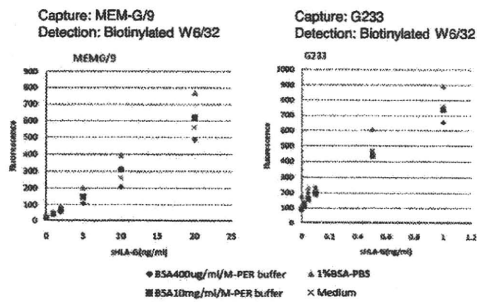 Capture: MEM-G/9
Detection: Biotinylated W6/32
MEMG/9
Fluorescence
900
800
700
600
500
400
300
200
100
0
0 5 10 15 20 25
sHLA-G(ng/ml)
Capture: G233
Detection: Biotinylated W6/32
G233
Fluorescence
1000
900
800
700
600
500
400
300
200
100
0
0 0.2 0.4 0.6 0.8 1 1.2
sHLA-G(ng/ml)
BSA400ug/ml/M-PER buffer
1%BSA-PBS
BSA10mg/ml/M-PER buffer
Medium